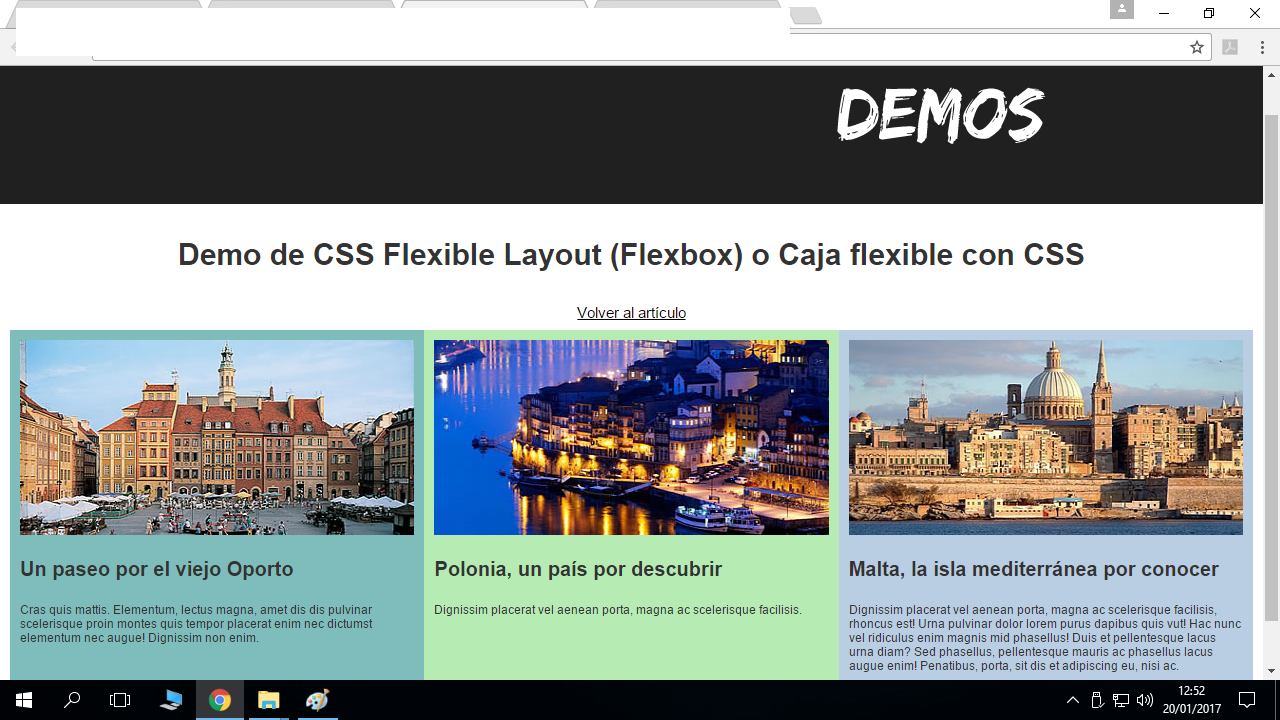 DEMOS
Demo de CSS Flexible Layout (Flexbox) o Caja flexible con CSS
Volver al artículo
Un paseo por el viejo Oporto
Cras quis mattis. Elementum, lectus magna, amet dis dis pulvinar
scelerisque proin montes quis tempor placerat enim nec dictumst
elementum nec augue! Dignissim non enim.
Polonia, un país por descubrir
Dignissim placerat vel aenean porta, magna ac scelerisque facilisis.
Malta, la isla mediterránea por conocer
Dignissim placerat vel aenean porta, magna ac scelerisque facilisis,
rhoncus est! Urna pulvinar dolor lorem purus dapibus quis vut! Hac nunc
vel ridiculus enim magnis mid phasellus! Duis et pellentesque lacus
urna diam? Sed phasellus, pellentesque mauris ac phasellus lacus
augue enim! Penatibus, porta, sit dis et adipiscing eu, nisi ac.
12:52
20/01/2017